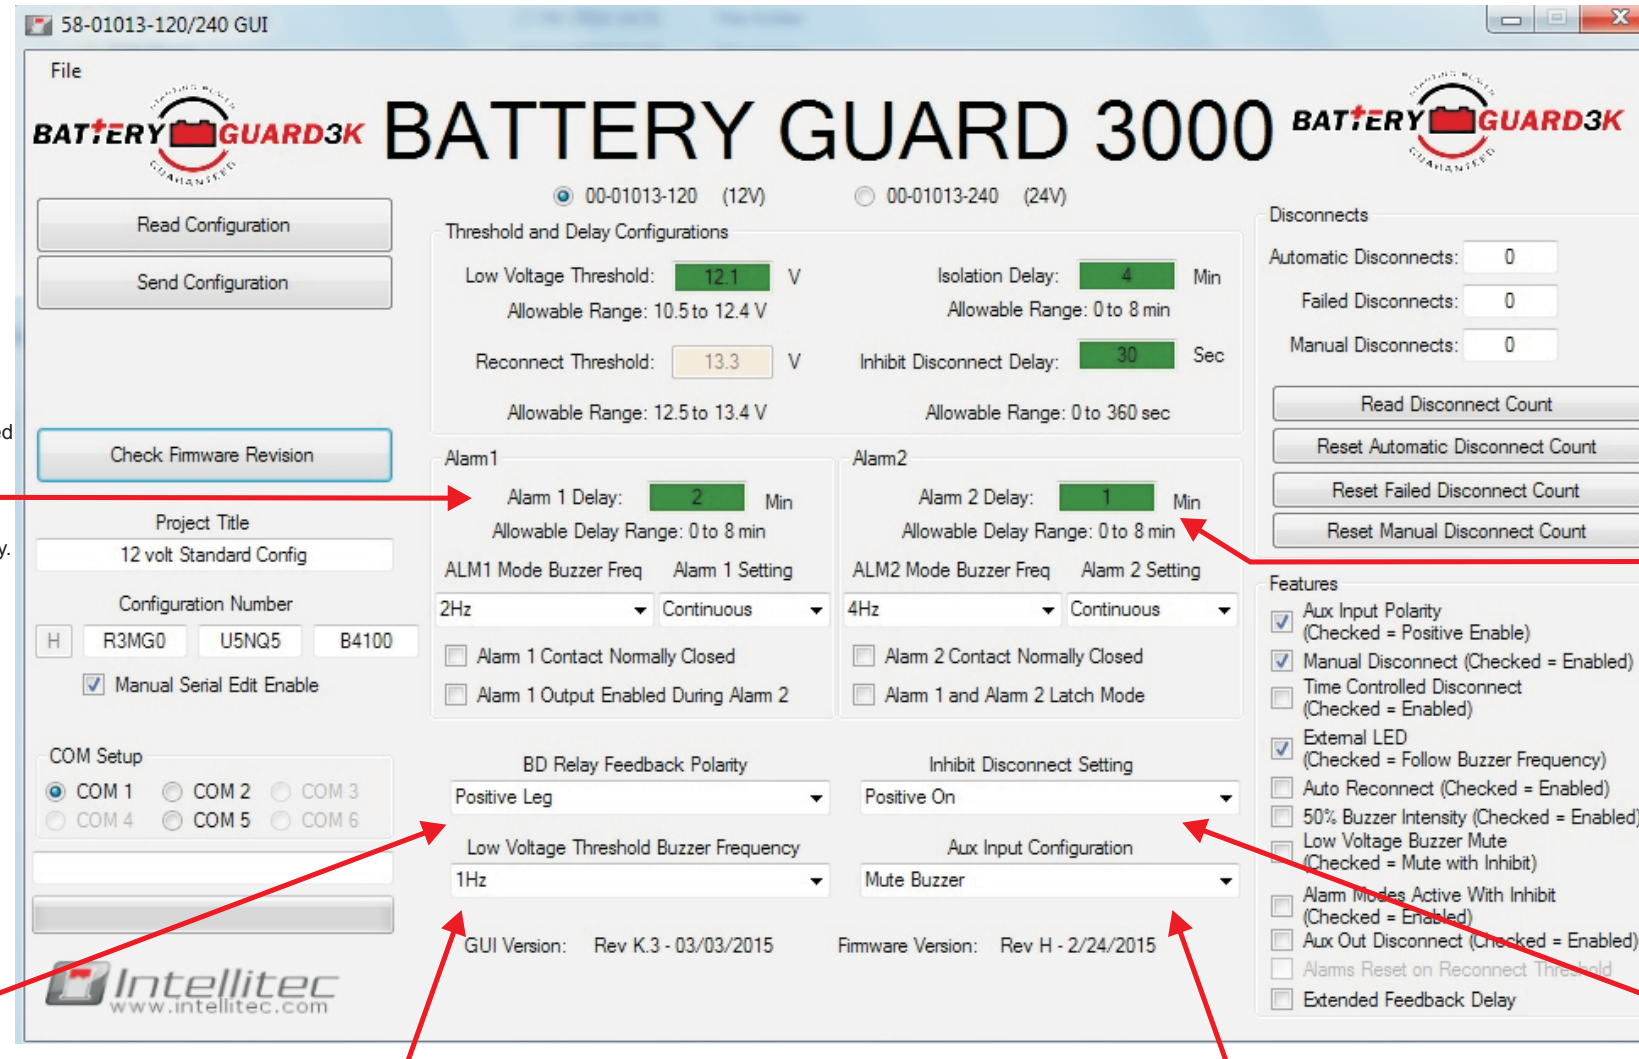 58-01013-120/240 GUI
File
BATTERY GUARD3K
GUARANTEED
BATTERY GUARD 3000
BATTERY GUARD3K
GUARANTEED
00-01013-120 (12V)
00-01013-240 (24V)
Read Configuration
Send Configuration
Check Firmware Revision
ed
y.
Project Title
12 volt Standard Config
Configuration Number
H R3MG0 U5NQ5 B4100
Manual Serial Edit Enable
COM Setup
COM 1 COM 2 COM 3
COM 4 COM 5 COM 6
Intellitec
www.intellitec.com
Threshold and Delay Configurations
Low Voltage Threshold: 12.1 V
Allowable Range: 10.5 to 12.4 V
Reconnect Threshold: 13.3 V
Allowable Range: 12.5 to 13.4 V
Isolation Delay: 4 Min
Allowable Range: 0 to 8 min
Inhibit Disconnect Delay: 30 Sec
Allowable Range: 0 to 360 sec
Alarm1
Alarm 1 Delay: 2 Min
Allowable Delay Range: 0 to 8 min
ALM1 Mode Buzzer Freq Alarm 1 Setting
2Hz Continuous
Alarm 1 Contact Normally Closed
Alarm 1 Output Enabled During Alarm 2
Alarm2
Alarm 2 Delay: 1 Min
Allowable Delay Range: 0 to 8 min
ALM2 Mode Buzzer Freq Alarm 2 Setting
4Hz Continuous
Alarm 2 Contact Normally Closed
Alarm 1 and Alarm 2 Latch Mode
BD Relay Feedback Polarity
Positive Leg
Low Voltage Threshold Buzzer Frequency
1Hz
Inhibit Disconnect Setting
Positive On
Aux Input Configuration
Mute Buzzer
GUI Version: Rev K.3 - 03/03/2015
Firmware Version: Rev H - 2/24/2015
Disconnects
Automatic Disconnects: 0
Failed Disconnects: 0
Manual Disconnects: 0
Read Disconnect Count
Reset Automatic Disconnect Count
Reset Failed Disconnect Count
Reset Manual Disconnect Count
Features
Aux Input Polarity
(Checked = Positive Enable)
Manual Disconnect (Checked = Enabled)
Time Controlled Disconnect
(Checked = Enabled)
External LED
(Checked = Follow Buzzer Frequency)
Auto Reconnect (Checked = Enabled)
50% Buzzer Intensity (Checked = Enabled)
Low Voltage Buzzer Mute
(Checked = Mute with Inhibit)
Alarm Modes Active With Inhibit
(Checked = Enabled)
Aux Out Disconnect (Checked = Enabled)
Alarms Reset on Reconnect Threshold
Extended Feedback Delay